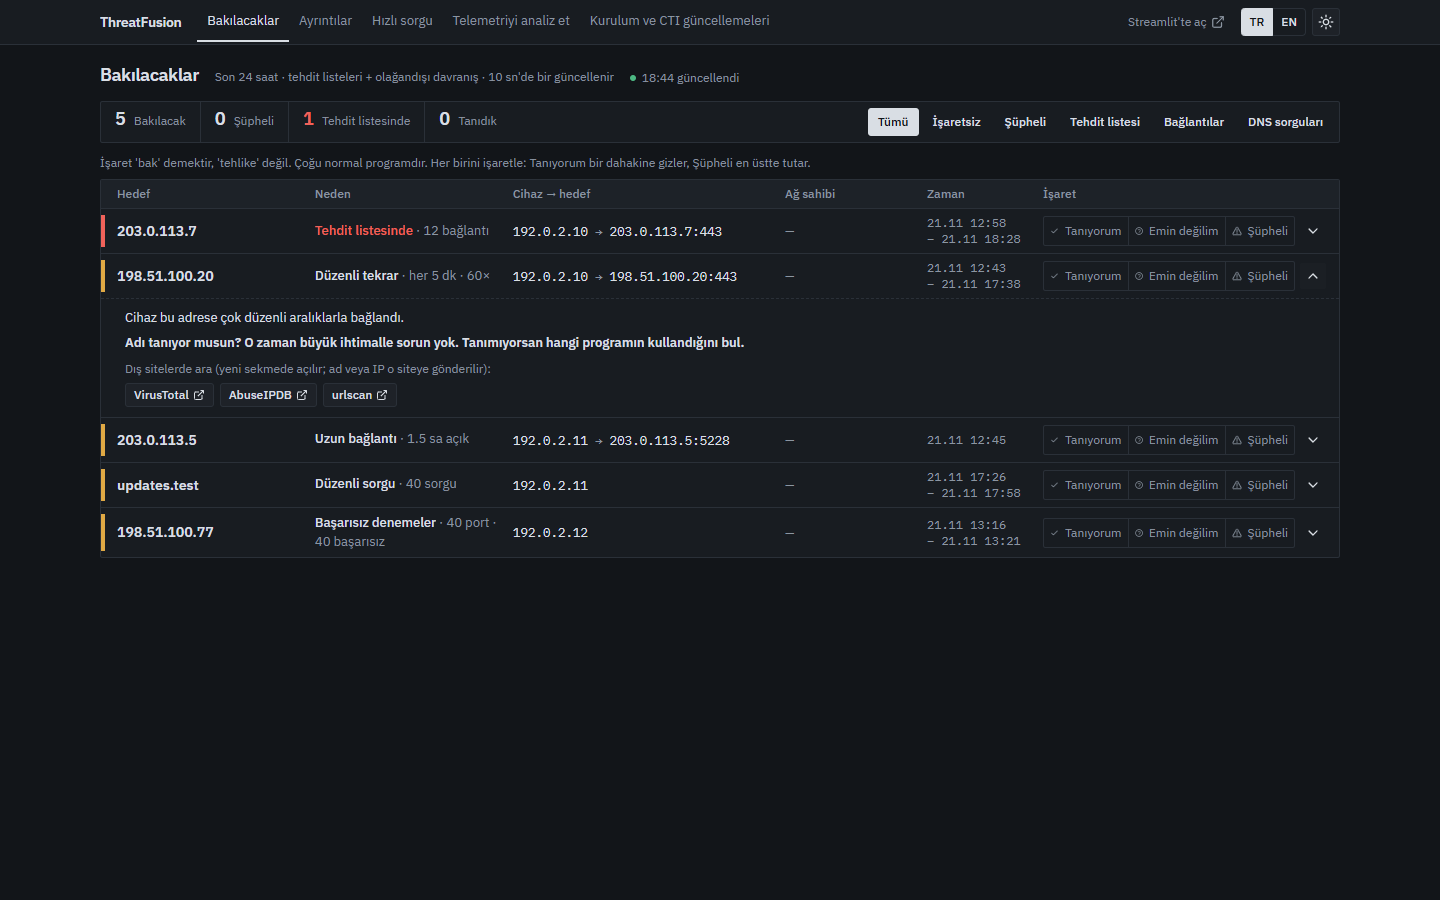 ThreatFusion Bakılacaklar Ayrıntılar Hızlı sorgu Telemetriyi analiz et Kurulum ve CTI güncellemeleri Streamlit'te aç TR EN
Bakılacaklar Son 24 saat · tehdit listeleri + olağandışı davranış · 10 sn'de bir güncellenir 18:44 güncellendi
5 Bakılacak 0 Şüpheli 1 Tehdit listesinde 0 Tanıdık Tümü İşaretsiz Şüpheli Tehdit listesi Bağlantılar DNS sorguları
İşaret 'bak' demektir, 'tehlike' değil. Çoğu normal programdır. Her birini işaretle: Tanıyorum bir dahakine gizler, Şüpheli en üstte tutar.
Hedef Neden Cihaz → hedef Ağ sahibi Zaman İşaret
203.0.113.7 Tehdit listesinde · 12 bağlantı 192.0.2.10 → 203.0.113.7:443 — 21.11 12:58
– 21.11 18:28 Tanıyorum Emin değilim Şüpheli
198.51.100.20 Düzenli tekrar · her 5 dk · 60× 192.0.2.10 → 198.51.100.20:443 — 21.11 12:43
– 21.11 17:38 Tanıyorum Emin değilim Şüpheli
Cihaz bu adrese çok düzenli aralıklarla bağlandı.
Adı tanıyor musun? O zaman büyük ihtimalle sorun yok. Tanımıyorsan hangi programın kullandığını bul.
Dış sitelerde ara (yeni sekmede açılır; ad veya IP o siteye gönderilir):
VirusTotal AbuseIPDB urlscan
203.0.113.5 Uzun bağlantı · 1.5 sa açık 192.0.2.11 → 203.0.113.5:5228 — 21.11 12:45 Tanıyorum Emin değilim Şüpheli
updates.test Düzenli sorgu · 40 sorgu 192.0.2.11 — 21.11 17:26
– 21.11 17:58 Tanıyorum Emin değilim Şüpheli
198.51.100.77 Başarısız denemeler · 40 port ·
40 başarısız 192.0.2.12 — 21.11 13:16
– 21.11 13:21 Tanıyorum Emin değilim Şüpheli